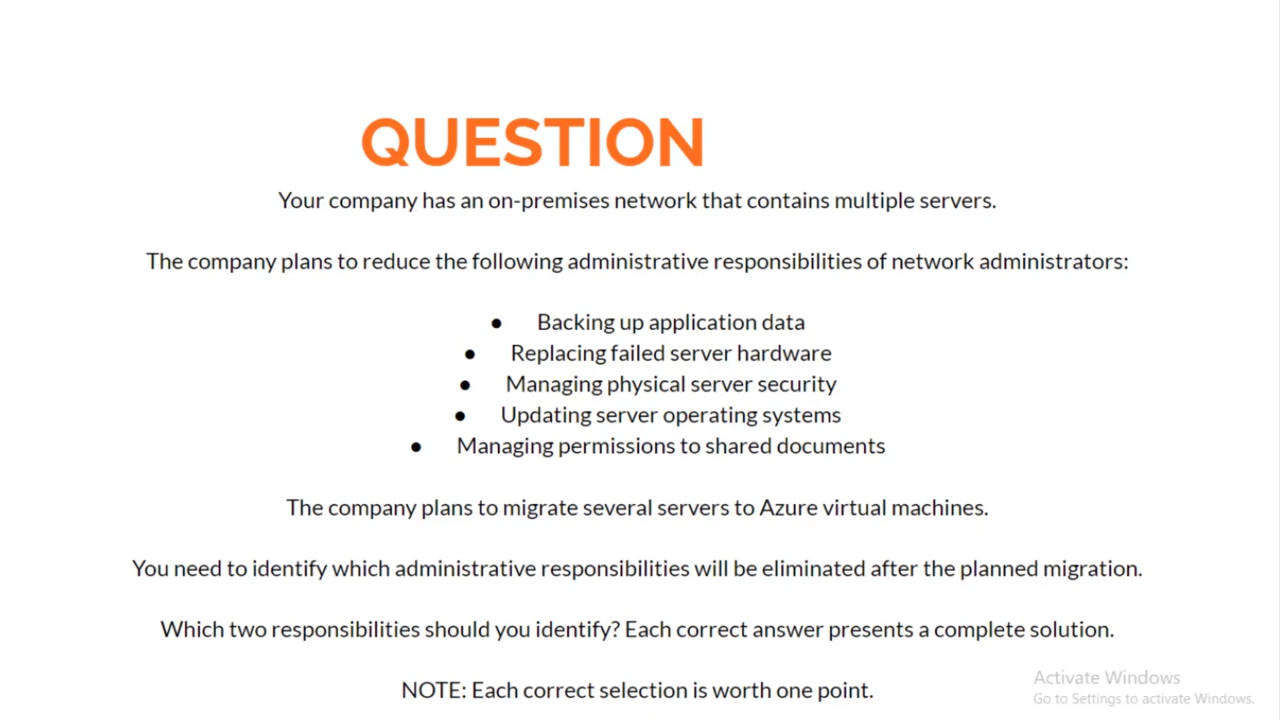 QUESTION
Your company has an on-premises network that contains multiple servers.
The company plans to reduce the following administrative responsibilities of network administrators:
● Backing up application data
● Replacing failed server hardware
● Managing physical server security
● Updating server operating systems
● Managing permissions to shared documents
The company plans to migrate several servers to Azure virtual machines.
You need to identify which administrative responsibilities will be eliminated after the planned migration.
Which two responsibilities should you identify? Each correct answer presents a complete solution.
NOTE: Each correct selection is worth one point.
Activate Windows
Go to Settings to activate Windows.